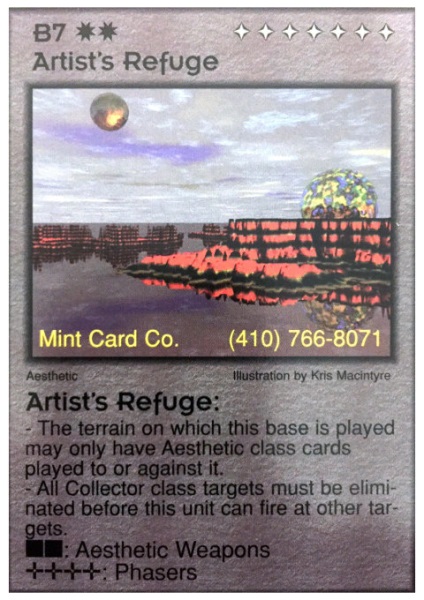 B7
Artist's Refuge
Mint Card Co. (410) 766-8071
Aesthetic Illustration by Kris Macintyre
Artist's Refuge:
- The terrain on which this base is played
may only have Aesthetic class cards
played to or against it.
- All Collector class targets must be elimi-
nated before this unit can fire at other tar-
gets.
: Aesthetic Weapons
: Phasers